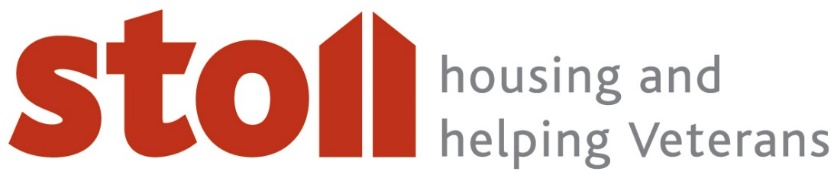 stoll
housing and
helping Veterans